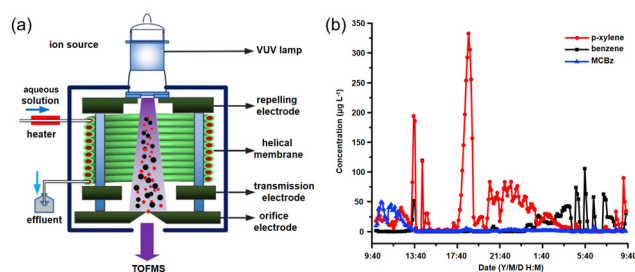 (a)
ion source
VUV lamp
aqueous
solution
heater
repelling
electrode
helical
membrane
transmission
electrode
effluent
orifice
electrode
TOFMS
(b)
350
300
250
200
150
100
50
0
Concentration (μg L⁻¹)
p-xylene
benzene
MCBz
9:40 13:40 17:40 21:40 1:40 5:40 9:40
Date (Y/M/D H:M)